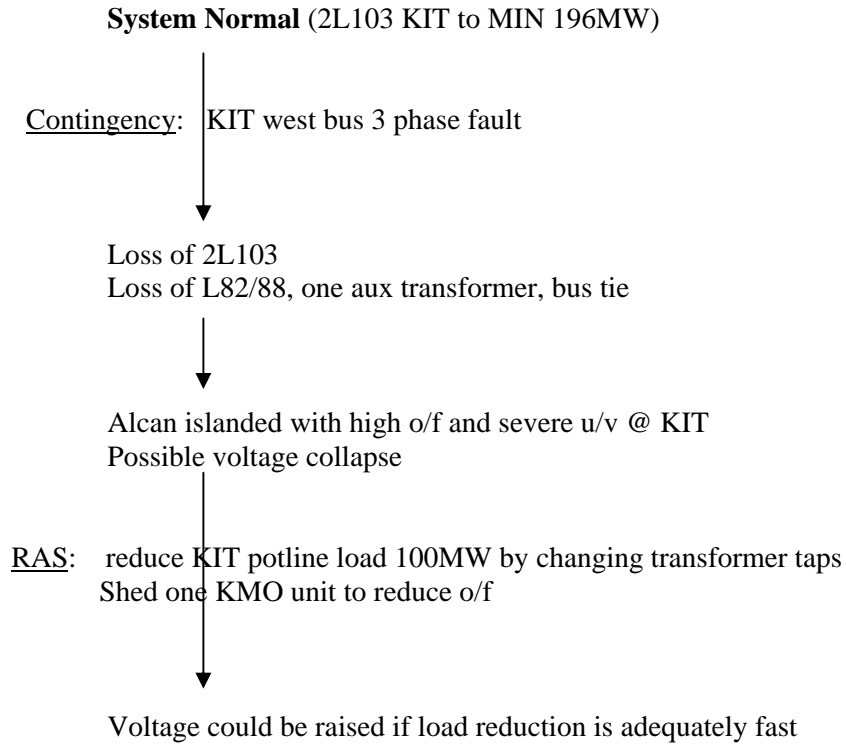 System Normal (2L103 KIT to MIN 196MW)
Contingency: KIT west bus 3 phase fault
Loss of 2L103
Loss of L82/88, one aux transformer, bus tie
Alcan islanded with high o/f and severe u/v @ KIT
Possible voltage collapse
RAS: reduce KIT potline load 100MW by changing transformer taps
Shed one KMO unit to reduce o/f
Voltage could be raised if load reduction is adequately fast